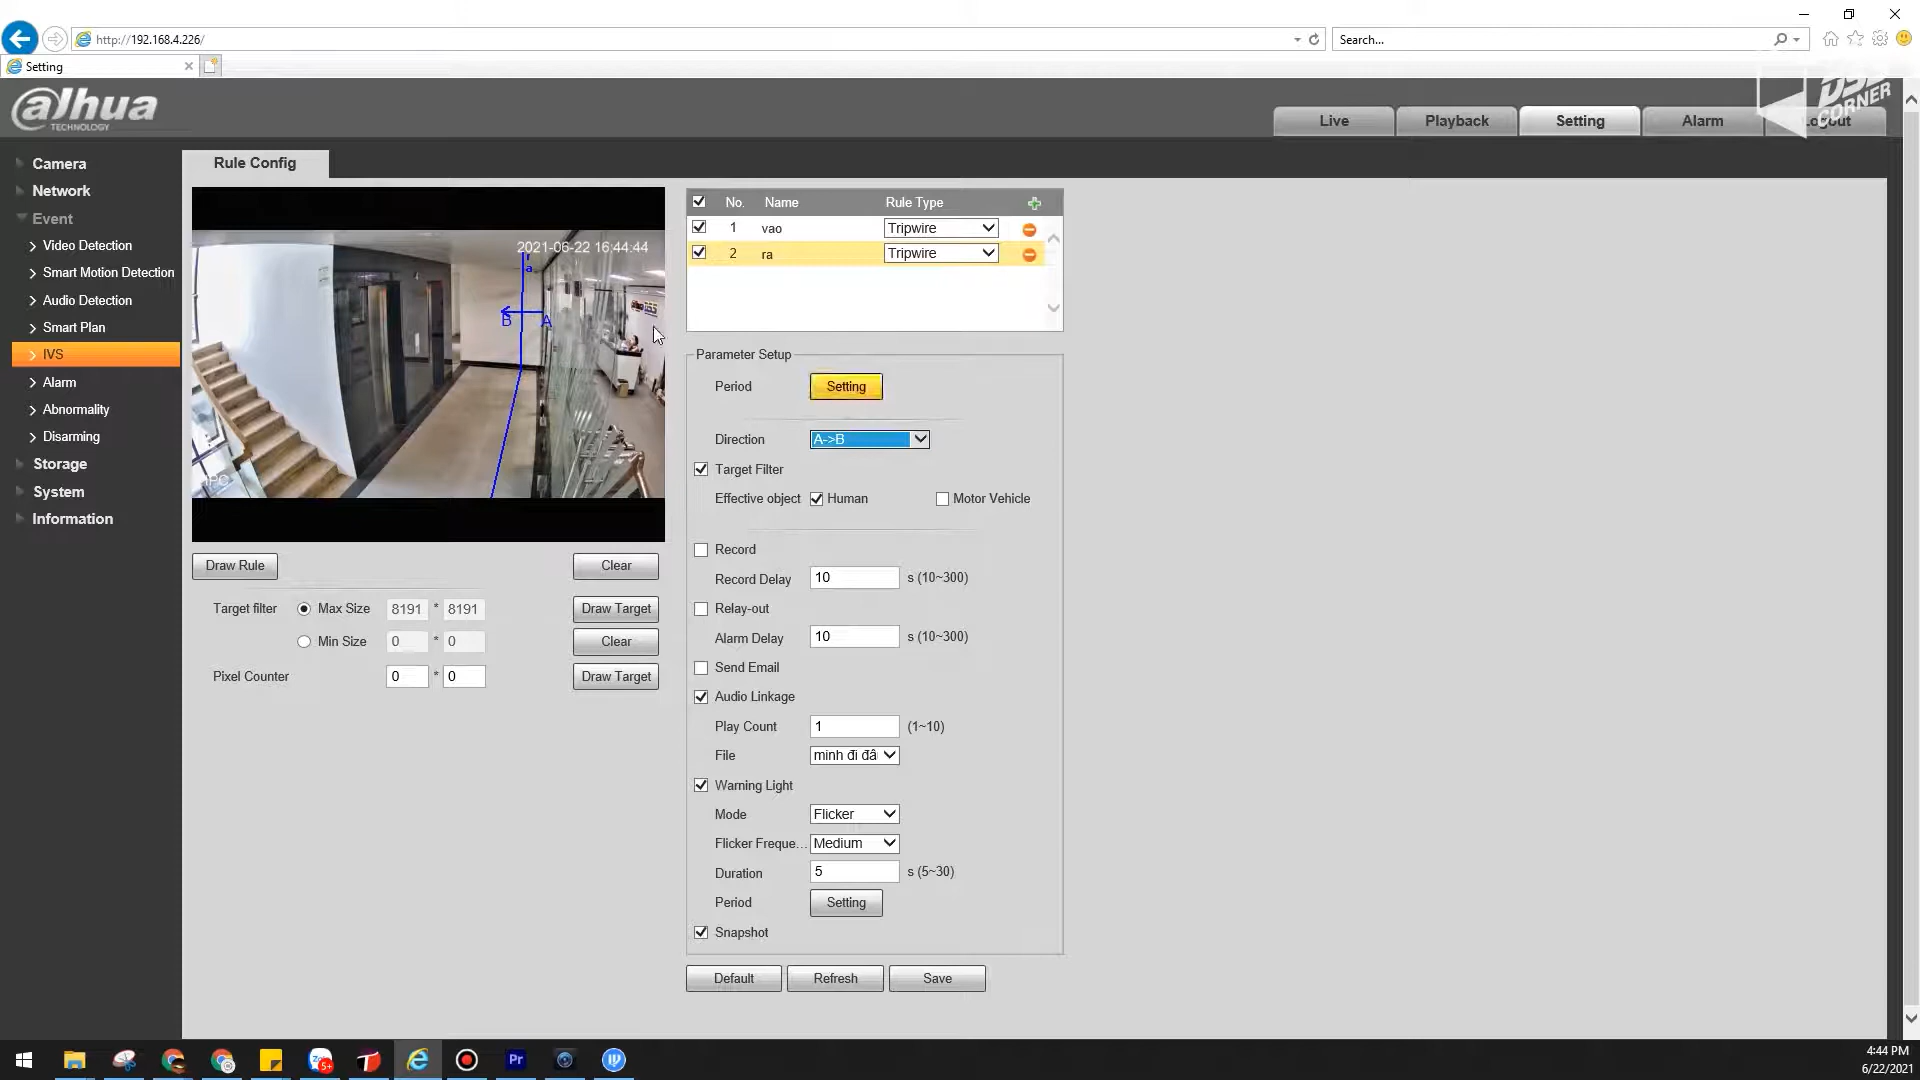 http://192.168.4.226/
Search...
Setting
alhua
TECHNOLOGY
Live
Playback
Setting
Alarm
Logout
DSS
CORNER
Camera
Network
Event
Video Detection
Smart Motion Detection
Audio Detection
Smart Plan
IVS
Alarm
Abnormality
Disarming
Storage
System
Information
Rule Config
2021-06-22 16:44:44
a
B A
IPC
Draw Rule
Clear
Target filter Max Size 8191 * 8191 Draw Target
Min Size 0 * 0 Clear
Pixel Counter 0 * 0 Draw Target
No. Name Rule Type
1 vao Tripwire
2 ra Tripwire
Parameter Setup
Period Setting
Direction A->B
Target Filter
Effective object Human Motor Vehicle
Record
Record Delay 10 s (10~300)
Relay-out
Alarm Delay 10 s (10~300)
Send Email
Audio Linkage
Play Count 1 (1~10)
File minh đi đâ
Warning Light
Mode Flicker
Flicker Freque... Medium
Duration 5 s (5~30)
Period Setting
Snapshot
Default Refresh Save
Zalo
5+
Pr
4:44 PM
6/22/2021